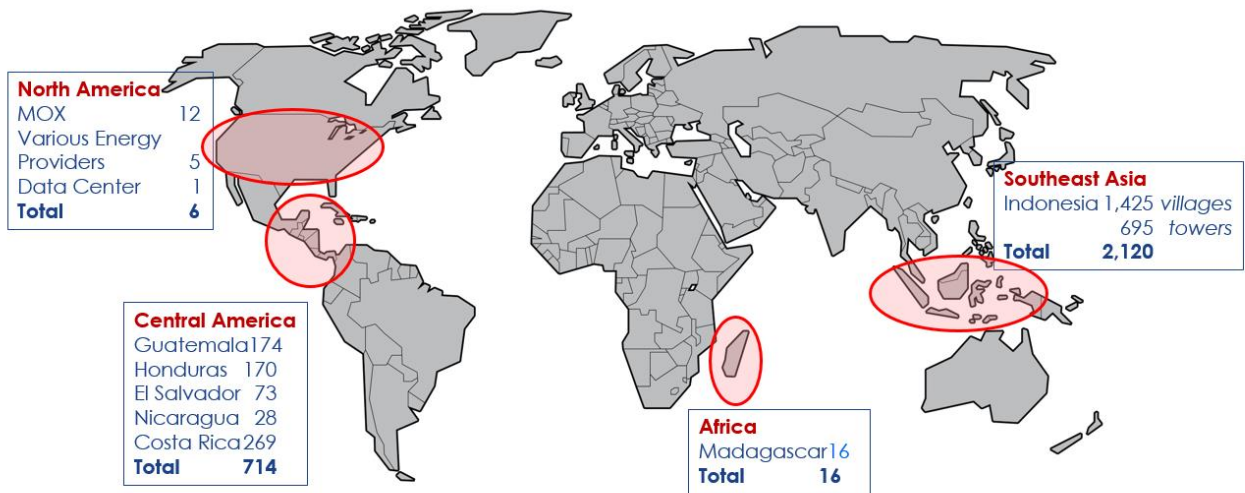 North America
MOX 12
Various Energy
Providers 5
Data Center 1
Total 6
Southeast Asia
Indonesia 1,425 villages
695 towers
Total 2,120
Central America
Guatemala174
Honduras 170
El Salvador 73
Nicaragua 28
Costa Rica269
Total 714
Africa
Madagascar16
Total 16